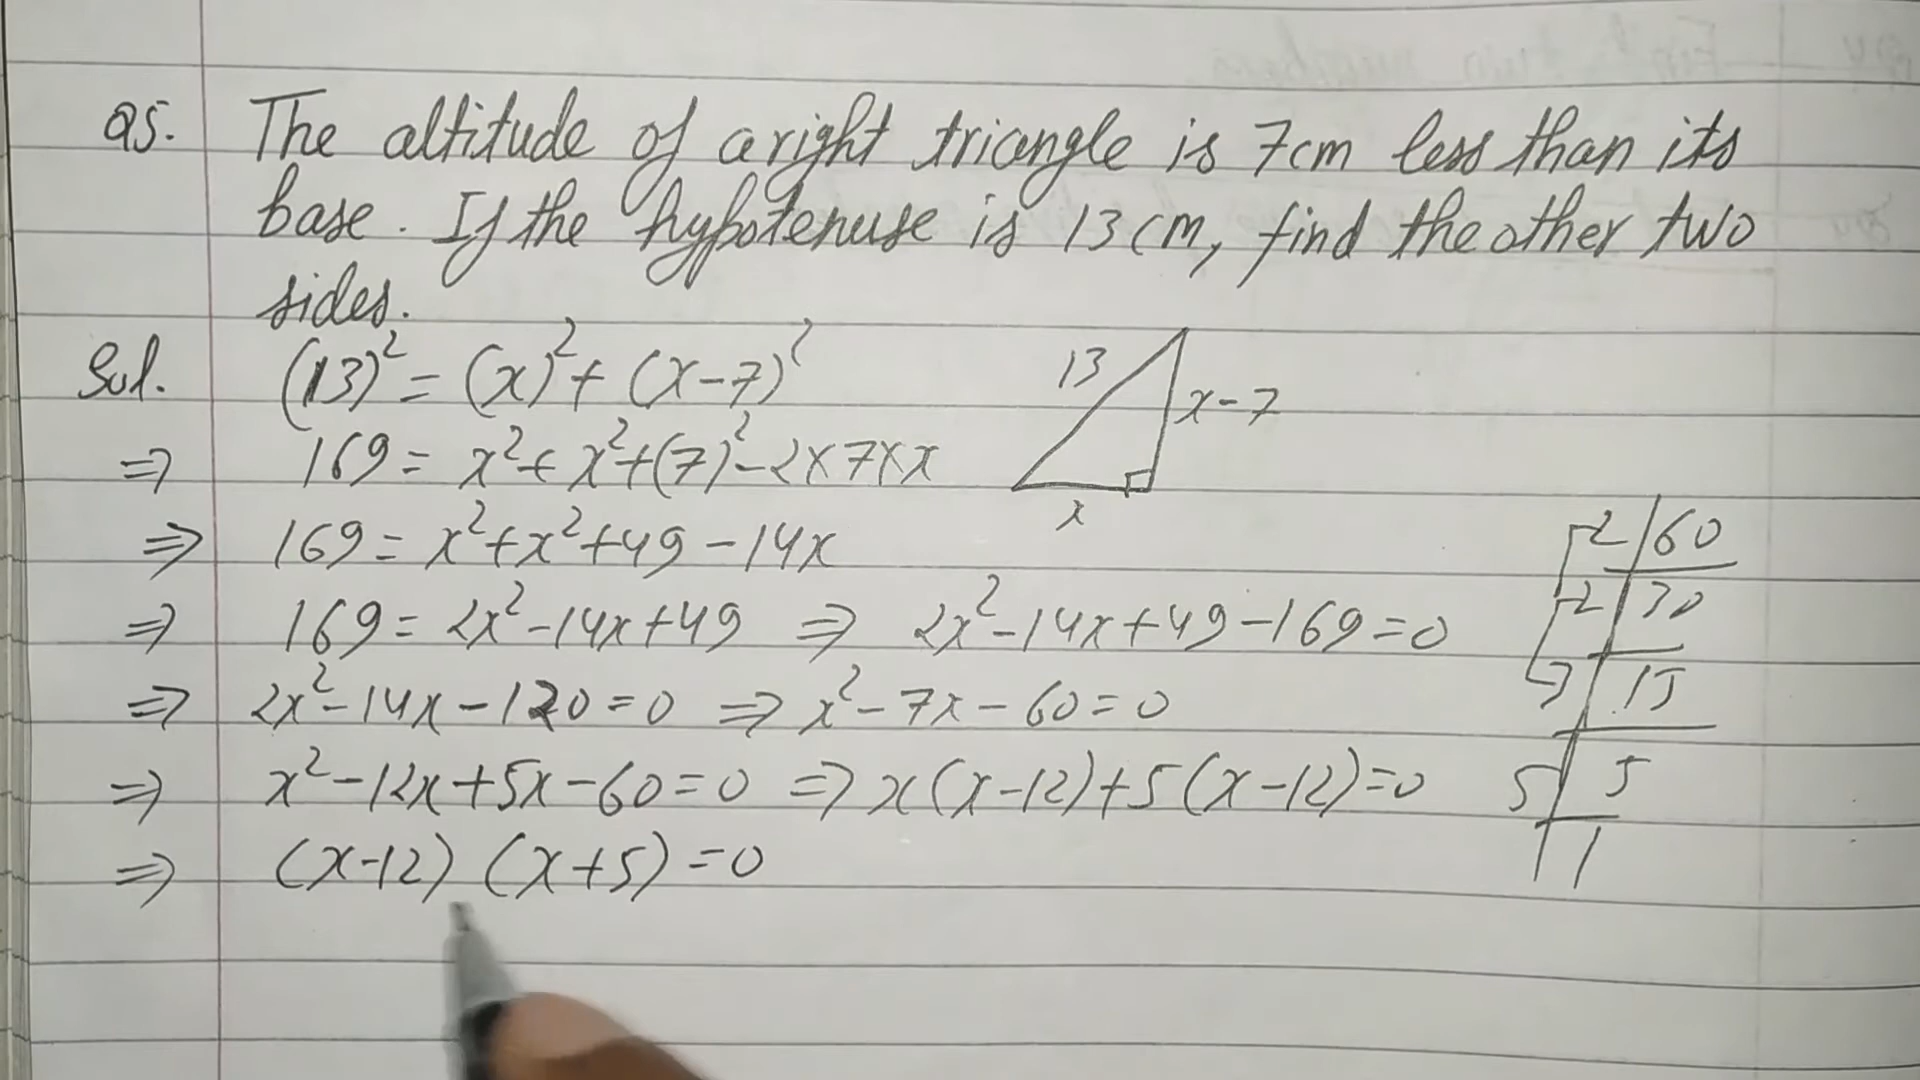 Q5. The altitude of a right triangle is 7cm less than its
base. If the hypotenuse is 13cm, find the other two
sides.
Sol. (13)² = (x)² + (x-7)²
⇒ 169 = x² + x² + (7)² - 2×7×x
⇒ 169 = x² + x² + 49 - 14x
⇒ 169 = 2x² - 14x + 49 ⇒ 2x² - 14x + 49 - 169 = 0
⇒ 2x² - 14x - 120 = 0 ⇒ x² - 7x - 60 = 0
⇒ x² - 12x + 5x - 60 = 0 ⇒ x(x-12) + 5(x-12) = 0
⇒ (x-12) (x+5) = 0
13
x-7
x
2 60
2 30
3 15
5 5
1